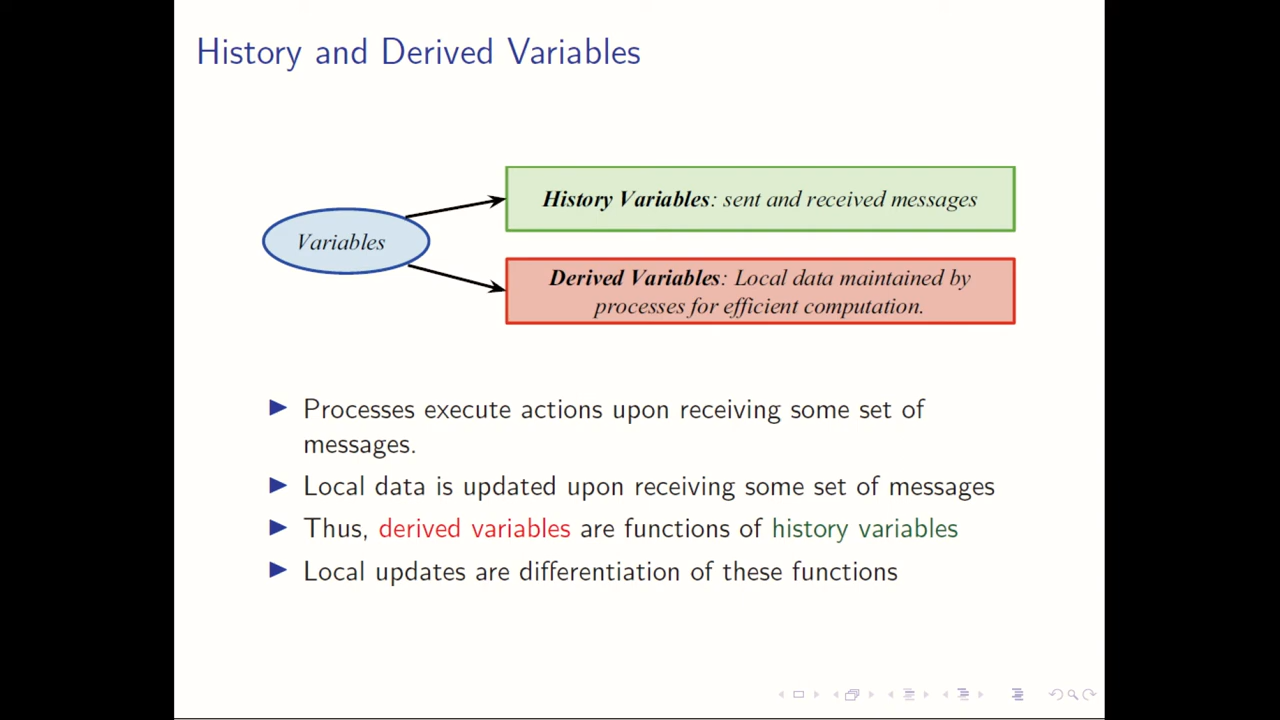 History and Derived Variables
Variables
History Variables: sent and received messages
Derived Variables: Local data maintained by
processes for efficient computation.
Processes execute actions upon receiving some set of
messages.
Local data is updated upon receiving some set of messages
Thus, derived variables are functions of history variables
Local updates are differentiation of these functions